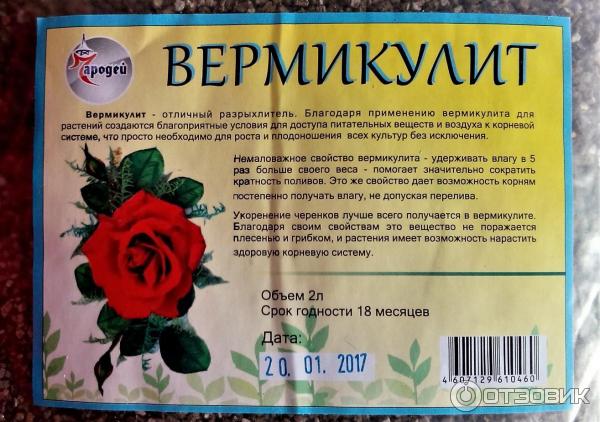 Чародей
ВЕРМИКУЛИТ
Вермикулит - отличный разрыхлитель. Благодаря применению вермикулита для
растений создаются благоприятные условия для доступа питательных веществ и воздуха к корневой
системе, что просто необходимо для роста и плодоношения всех культур без исключения.
Немаловажное свойство вермикулита - удерживать влагу в 5
раз больше своего веса - помогает значительно сократить
кратность поливов. Это же свойство дает возможность корням
постепенно получать влагу, не допуская перелива.
Укоренение черенков лучше всего получается в вермикулите.
Благодаря своим свойствам это вещество не поражается
плесенью и грибком, и растения имеет возможность нарастить
здоровую корневую систему.
Объем 2л
Срок годности 18 месяцев
Дата:
20. 01. 2017
4607129610460
ОТЗОВИК